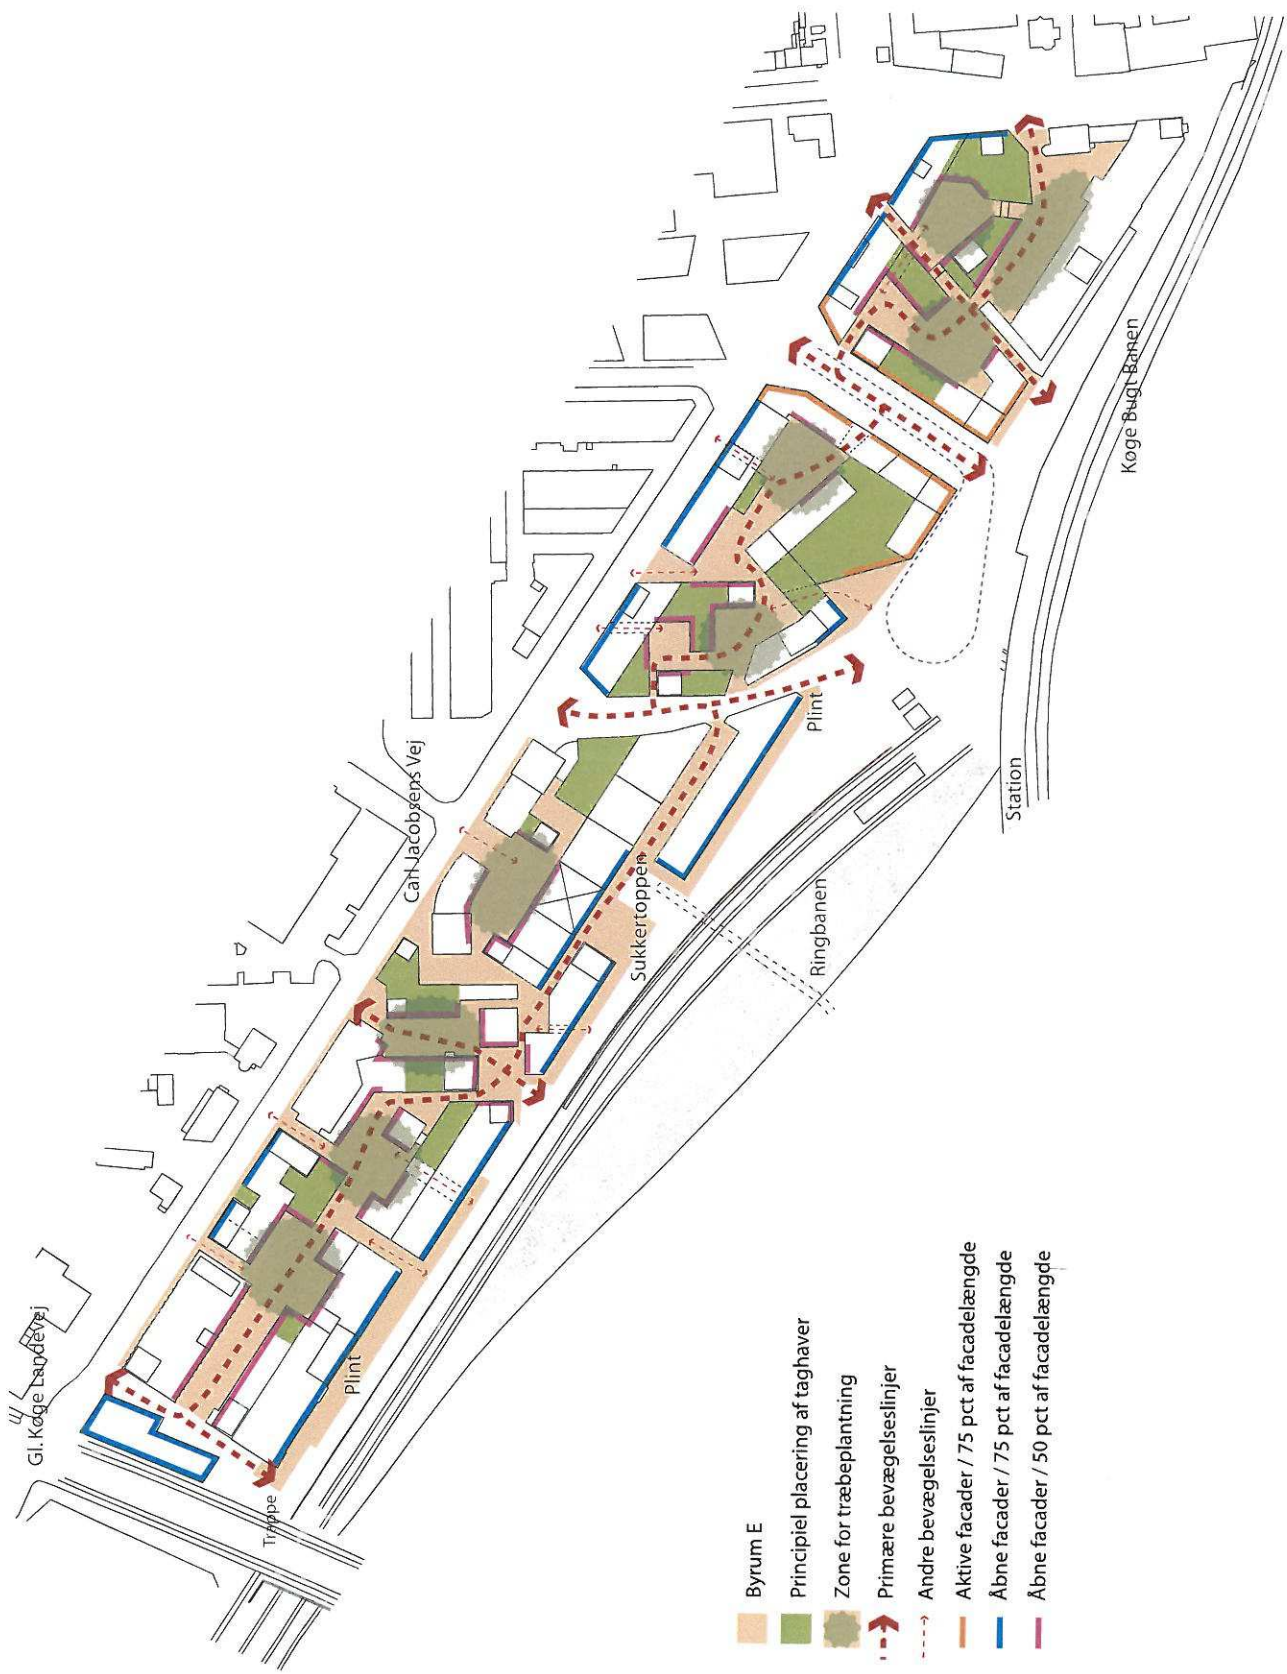 Gl. Køge Landevej
Trappe
Plint
Carl Jacobsens Vej
Sukkertoppen
Ringbanen
Plint
Station
Køge Bugt Banen
Byrum E
Principiel placering af taghaver
Zone for træbeplantning
Primære bevægelseslinjer
Andre bevægelseslinjer
Aktive facader / 75 pct af facadelængde
Åbne facader / 75 pct af facadelængde
Åbne facader / 50 pct af facadelængde